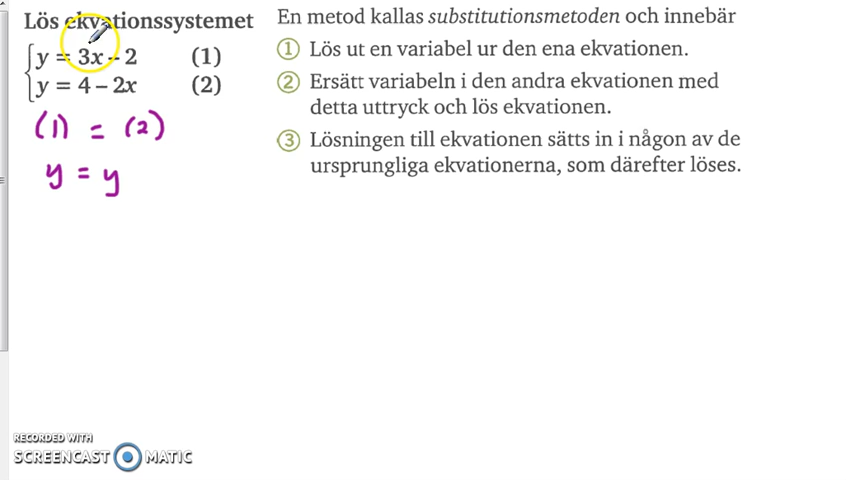 Lös ekvationssystemet
y = 3x - 2 (1)
y = 4 - 2x (2)
(1) = (2)
y = y
En metod kallas substitutionsmetoden och innebär
1 Lös ut en variabel ur den ena ekvationen.
2 Ersätt variabeln i den andra ekvationen med
detta uttryck och lös ekvationen.
3 Lösningen till ekvationen sätts in i någon av de
ursprungliga ekvationerna, som därefter löses.
RECORDED WITH
SCREENCAST MATIC